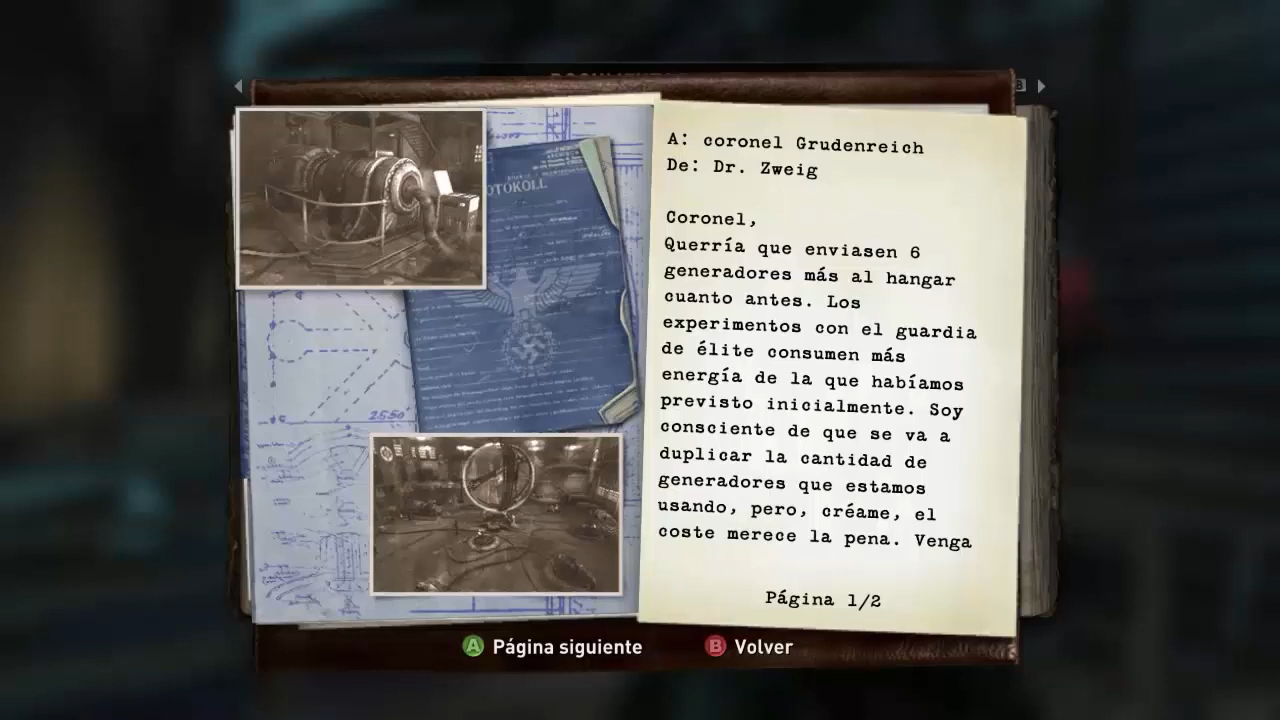 A: coronel Grudenreich
De: Dr. Zweig
Coronel,
Querría que enviasen 6
generadores más al hangar
cuanto antes. Los
experimentos con el guardia
de élite consumen más
energía de la que habíamos
previsto inicialmente. Soy
consciente de que se va a
duplicar la cantidad de
generadores que estamos
usando, pero, créame, el
coste merece la pena. Venga
Página 1/2
2550
A Página siguiente
B Volver